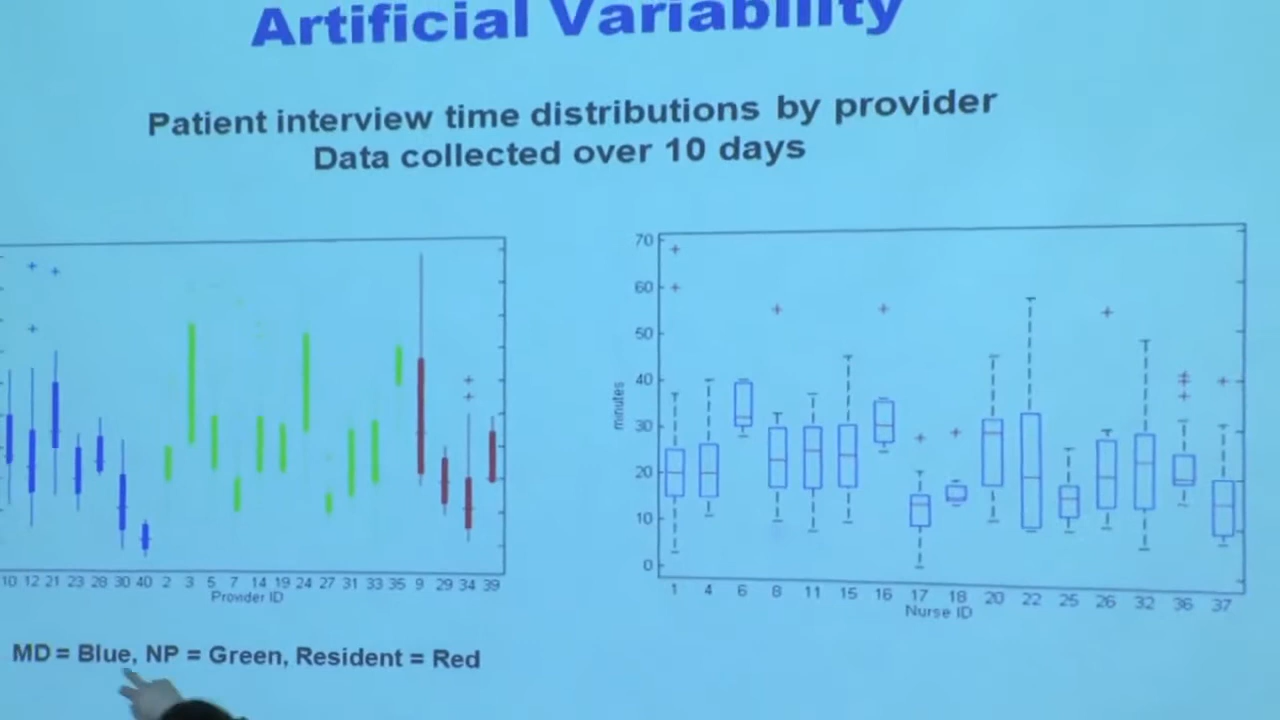 Artificial Variability
Patient interview time distributions by provider
Data collected over 10 days
10 12 21 23 28 30 40 2 3 5 7 14 19 24 27 31 33 35 9 29 34 39
Provider ID
MD = Blue, NP = Green, Resident = Red
70
60
50
40
30
20
10
0
minutes
1 4 6 8 11 15 16 17 18 20 22 25 26 32 36 37
Nurse ID